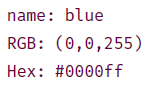 name: blue
RGB: (0,0,255)
Hex: #0000ff